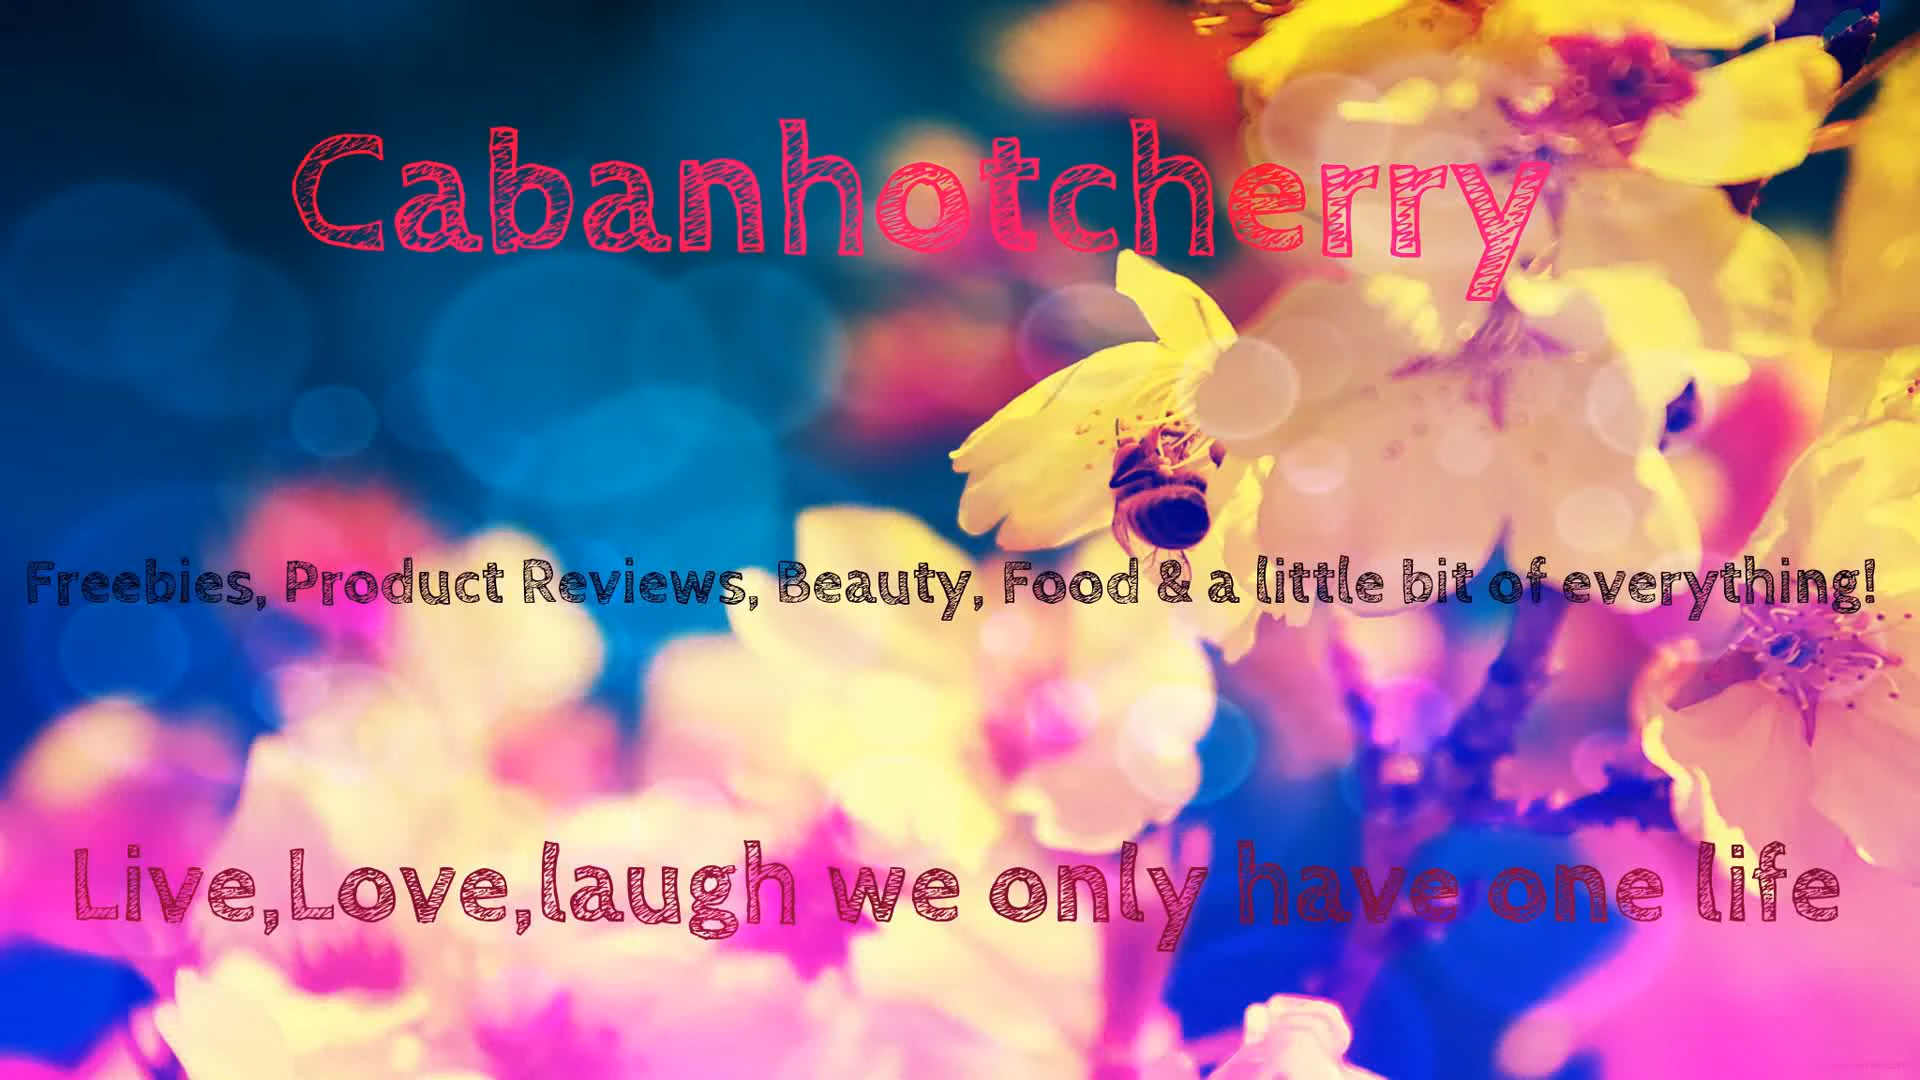 Cabanhotcherry
Freebies, Product Reviews, Beauty, Food & a little bit of everything!
Live,Love,laugh we only have one life